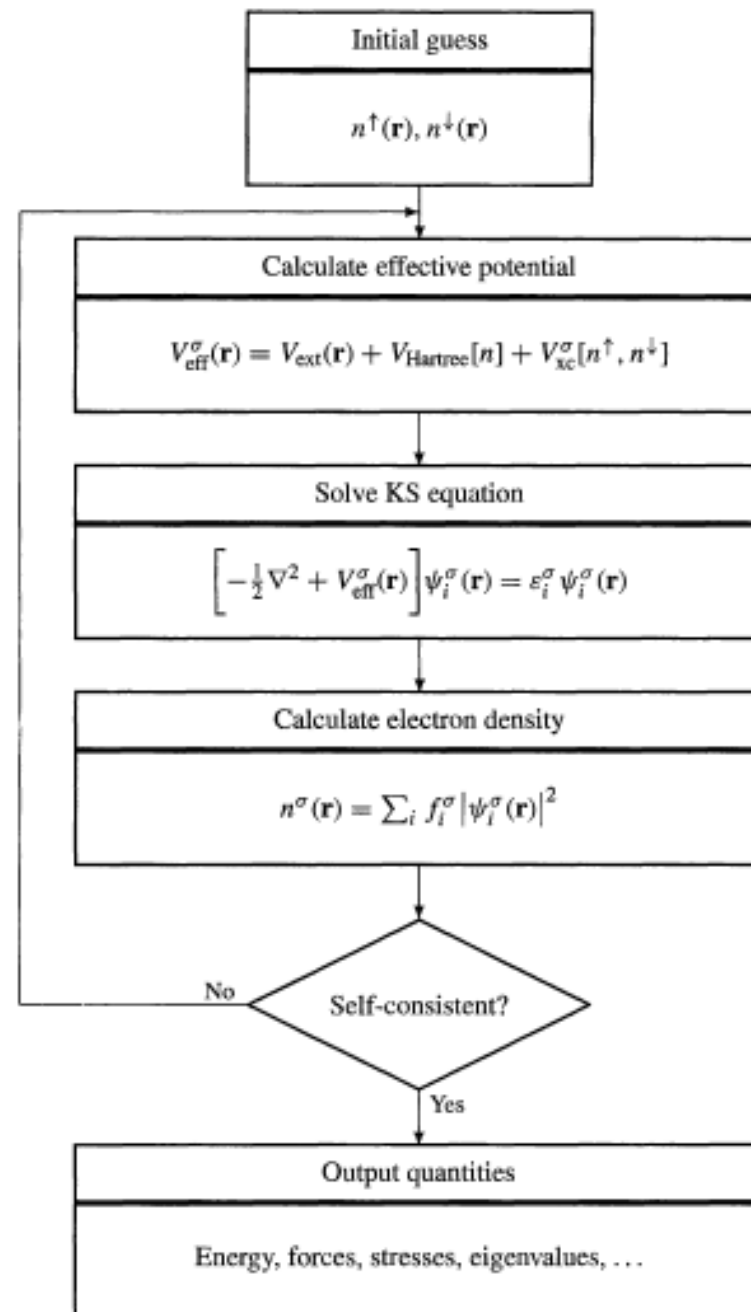 Initial guess
n↑(r), n↓(r)
Calculate effective potential
V^σ_eff(r) = V_ext(r) + V_Hartree[n] + V^σ_xc[n↑, n↓]
Solve KS equation
[−½∇² + V^σ_eff(r)]ψ^σ_i(r) = ε^σ_i ψ^σ_i(r)
Calculate electron density
n^σ(r) = ∑_i f^σ_i |ψ^σ_i(r)|²
No
Self-consistent?
Yes
Output quantities
Energy, forces, stresses, eigenvalues, ...